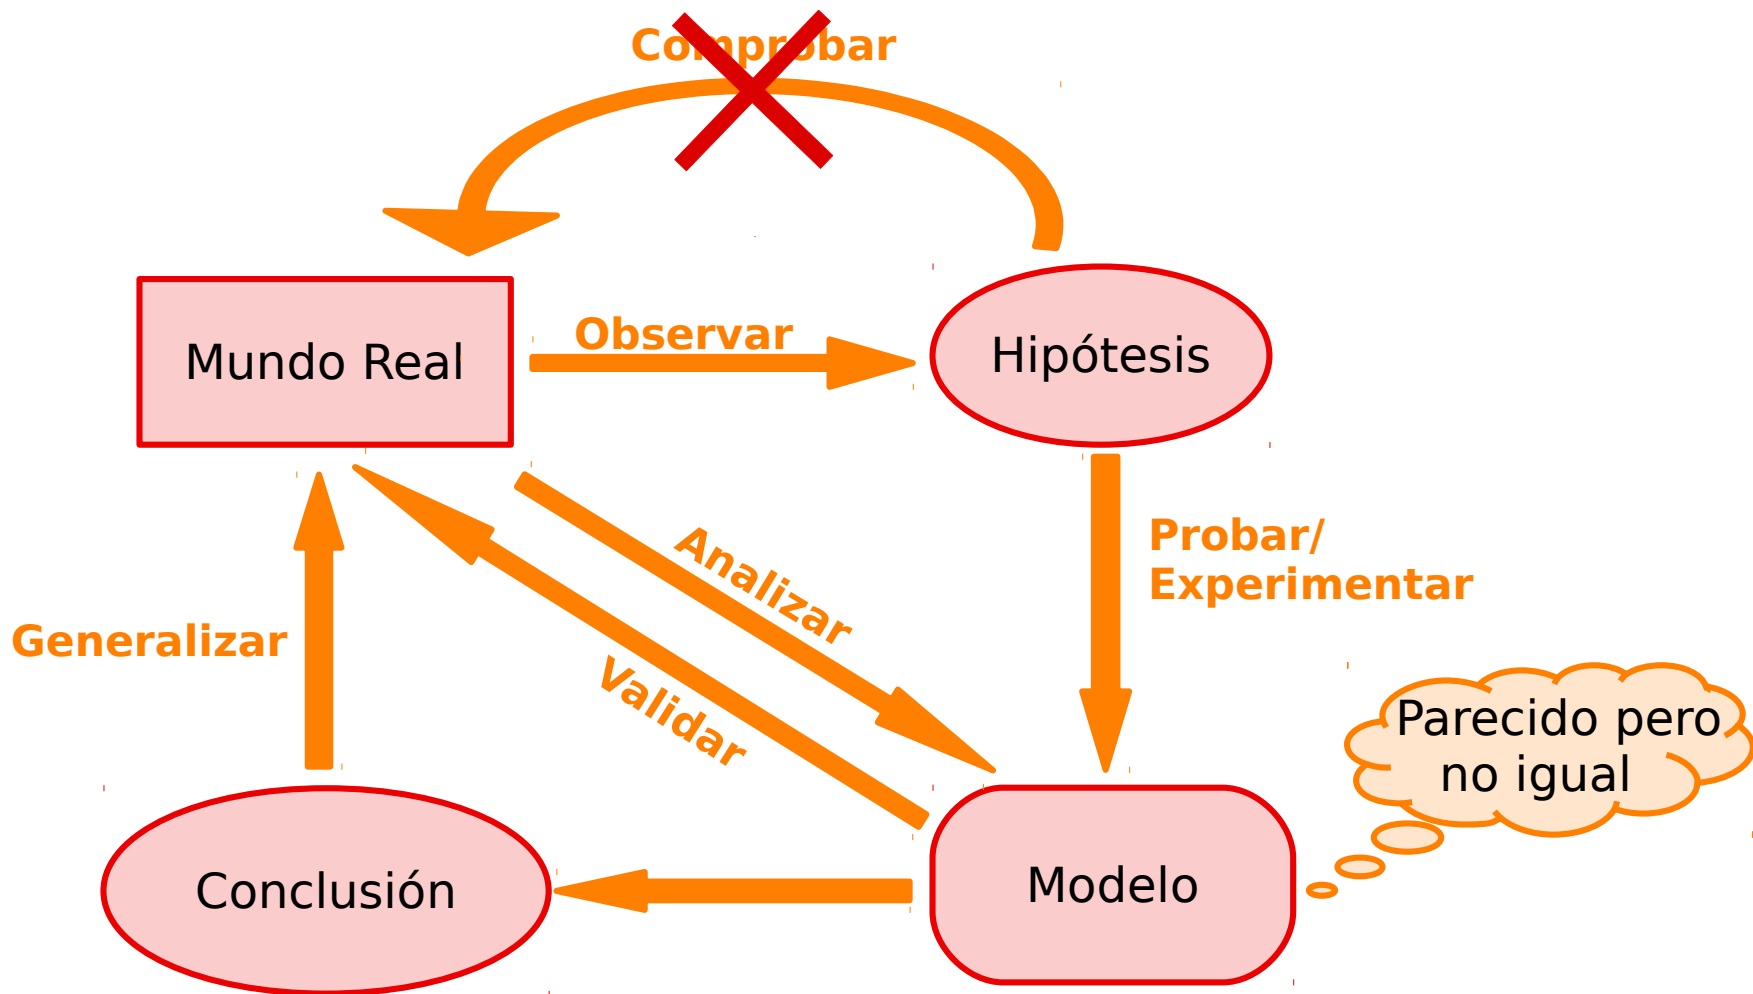 Comprobar
Mundo Real
Observar
Hipótesis
Analizar
Validar
Probar/
Experimentar
Generalizar
Parecido pero
no igual
Conclusión
Modelo